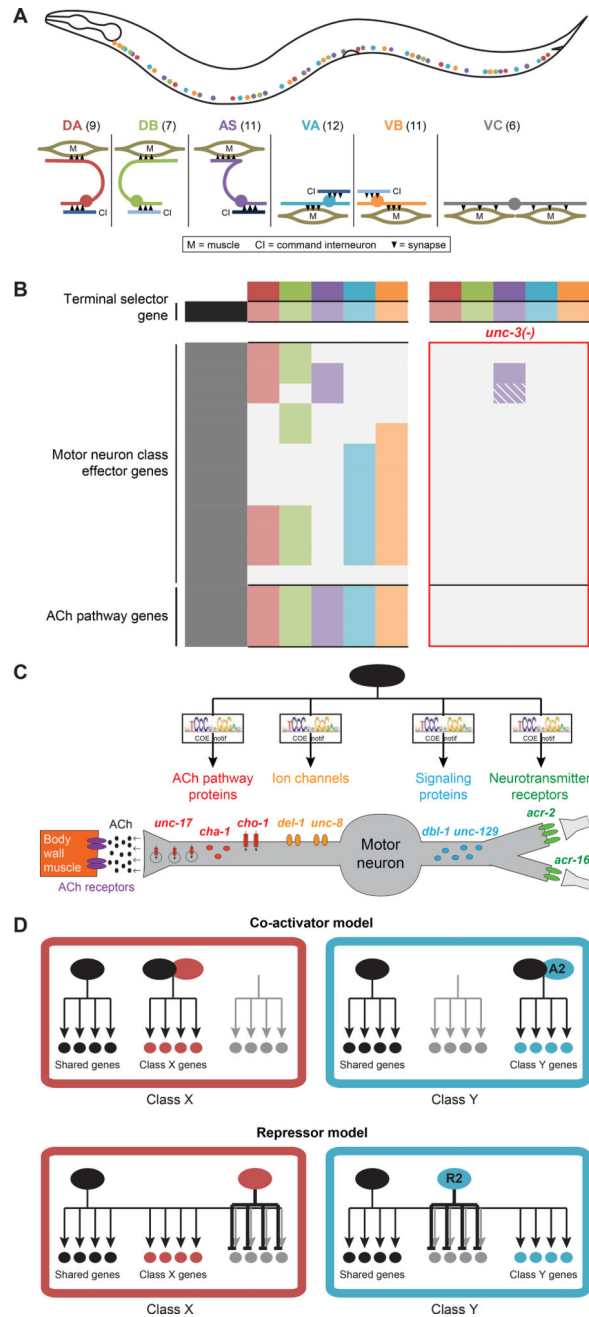 A
DA (9) DB (7) AS (11) VA (12) VB (11) VC (6)
M M M CI CI
CI CI CI M M M M
M = muscle CI = command interneuron = synapse
B
Terminal selector
gene
unc-3(-)
Motor neuron class
effector genes
ACh pathway genes
C
COE motif COE motif COE motif COE motif
ACh pathway
proteins
Ion channels
Signaling
proteins
Neurotransmitter
receptors
acr-2
ACh
unc-17
cha-1
cho-1
del-1 unc-8
Body
wall
muscle
Motor
neuron
dbl-1 unc-129
acr-16
ACh receptors
D
Co-activator model
A2
Shared genes Class X genes
Shared genes Class Y genes
Class X Class Y
Repressor model
R2
Shared genes Class X genes
Shared genes Class Y genes
Class X Class Y